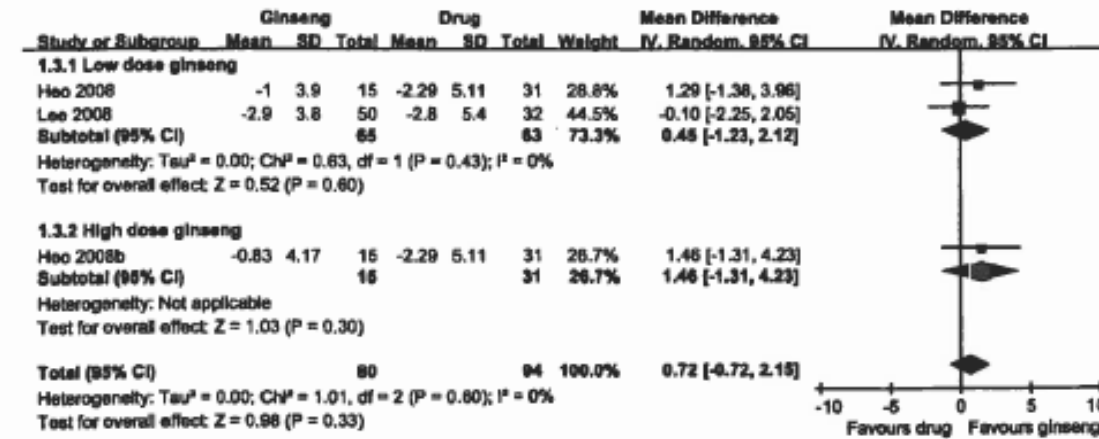 Ginseng Drug Mean Difference Mean Difference
Study or Subgroup Mean SD Total Mean SD Total Weight IV, Random, 95% CI IV, Random, 95% CI
1.3.1 Low dose ginseng
Heo 2008 -1 3.9 15 -2.29 5.11 31 28.8% 1.29 [-1.38, 3.96]
Lee 2008 -2.9 3.8 50 -2.8 5.4 32 44.5% -0.10 [-2.25, 2.05]
Subtotal (95% CI) 65 63 73.3% 0.45 [-1.23, 2.12]
Heterogeneity: Tau² = 0.00; Chi² = 0.63, df = 1 (P = 0.43); I² = 0%
Test for overall effect: Z = 0.52 (P = 0.60)
1.3.2 High dose ginseng
Heo 2008b -0.83 4.17 15 -2.29 5.11 31 26.7% 1.46 [-1.31, 4.23]
Subtotal (95% CI) 15 31 26.7% 1.46 [-1.31, 4.23]
Heterogeneity: Not applicable
Test for overall effect: Z = 1.03 (P = 0.30)
Total (95% CI) 80 94 100.0% 0.72 [-0.72, 2.15]
Heterogeneity: Tau² = 0.00; Chi² = 1.01, df = 2 (P = 0.60); I² = 0%
Test for overall effect: Z = 0.98 (P = 0.33)
-10 -5 0 5 10
Favours drug Favours ginseng